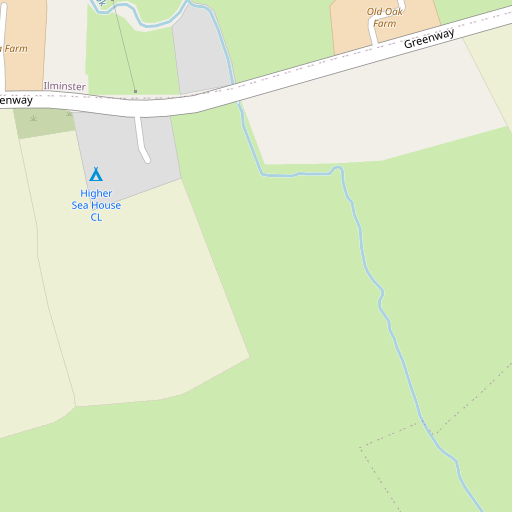 Old Oak
Farm
a Farm
Greenway
Ilminster
enway
Higher
Sea House
CL